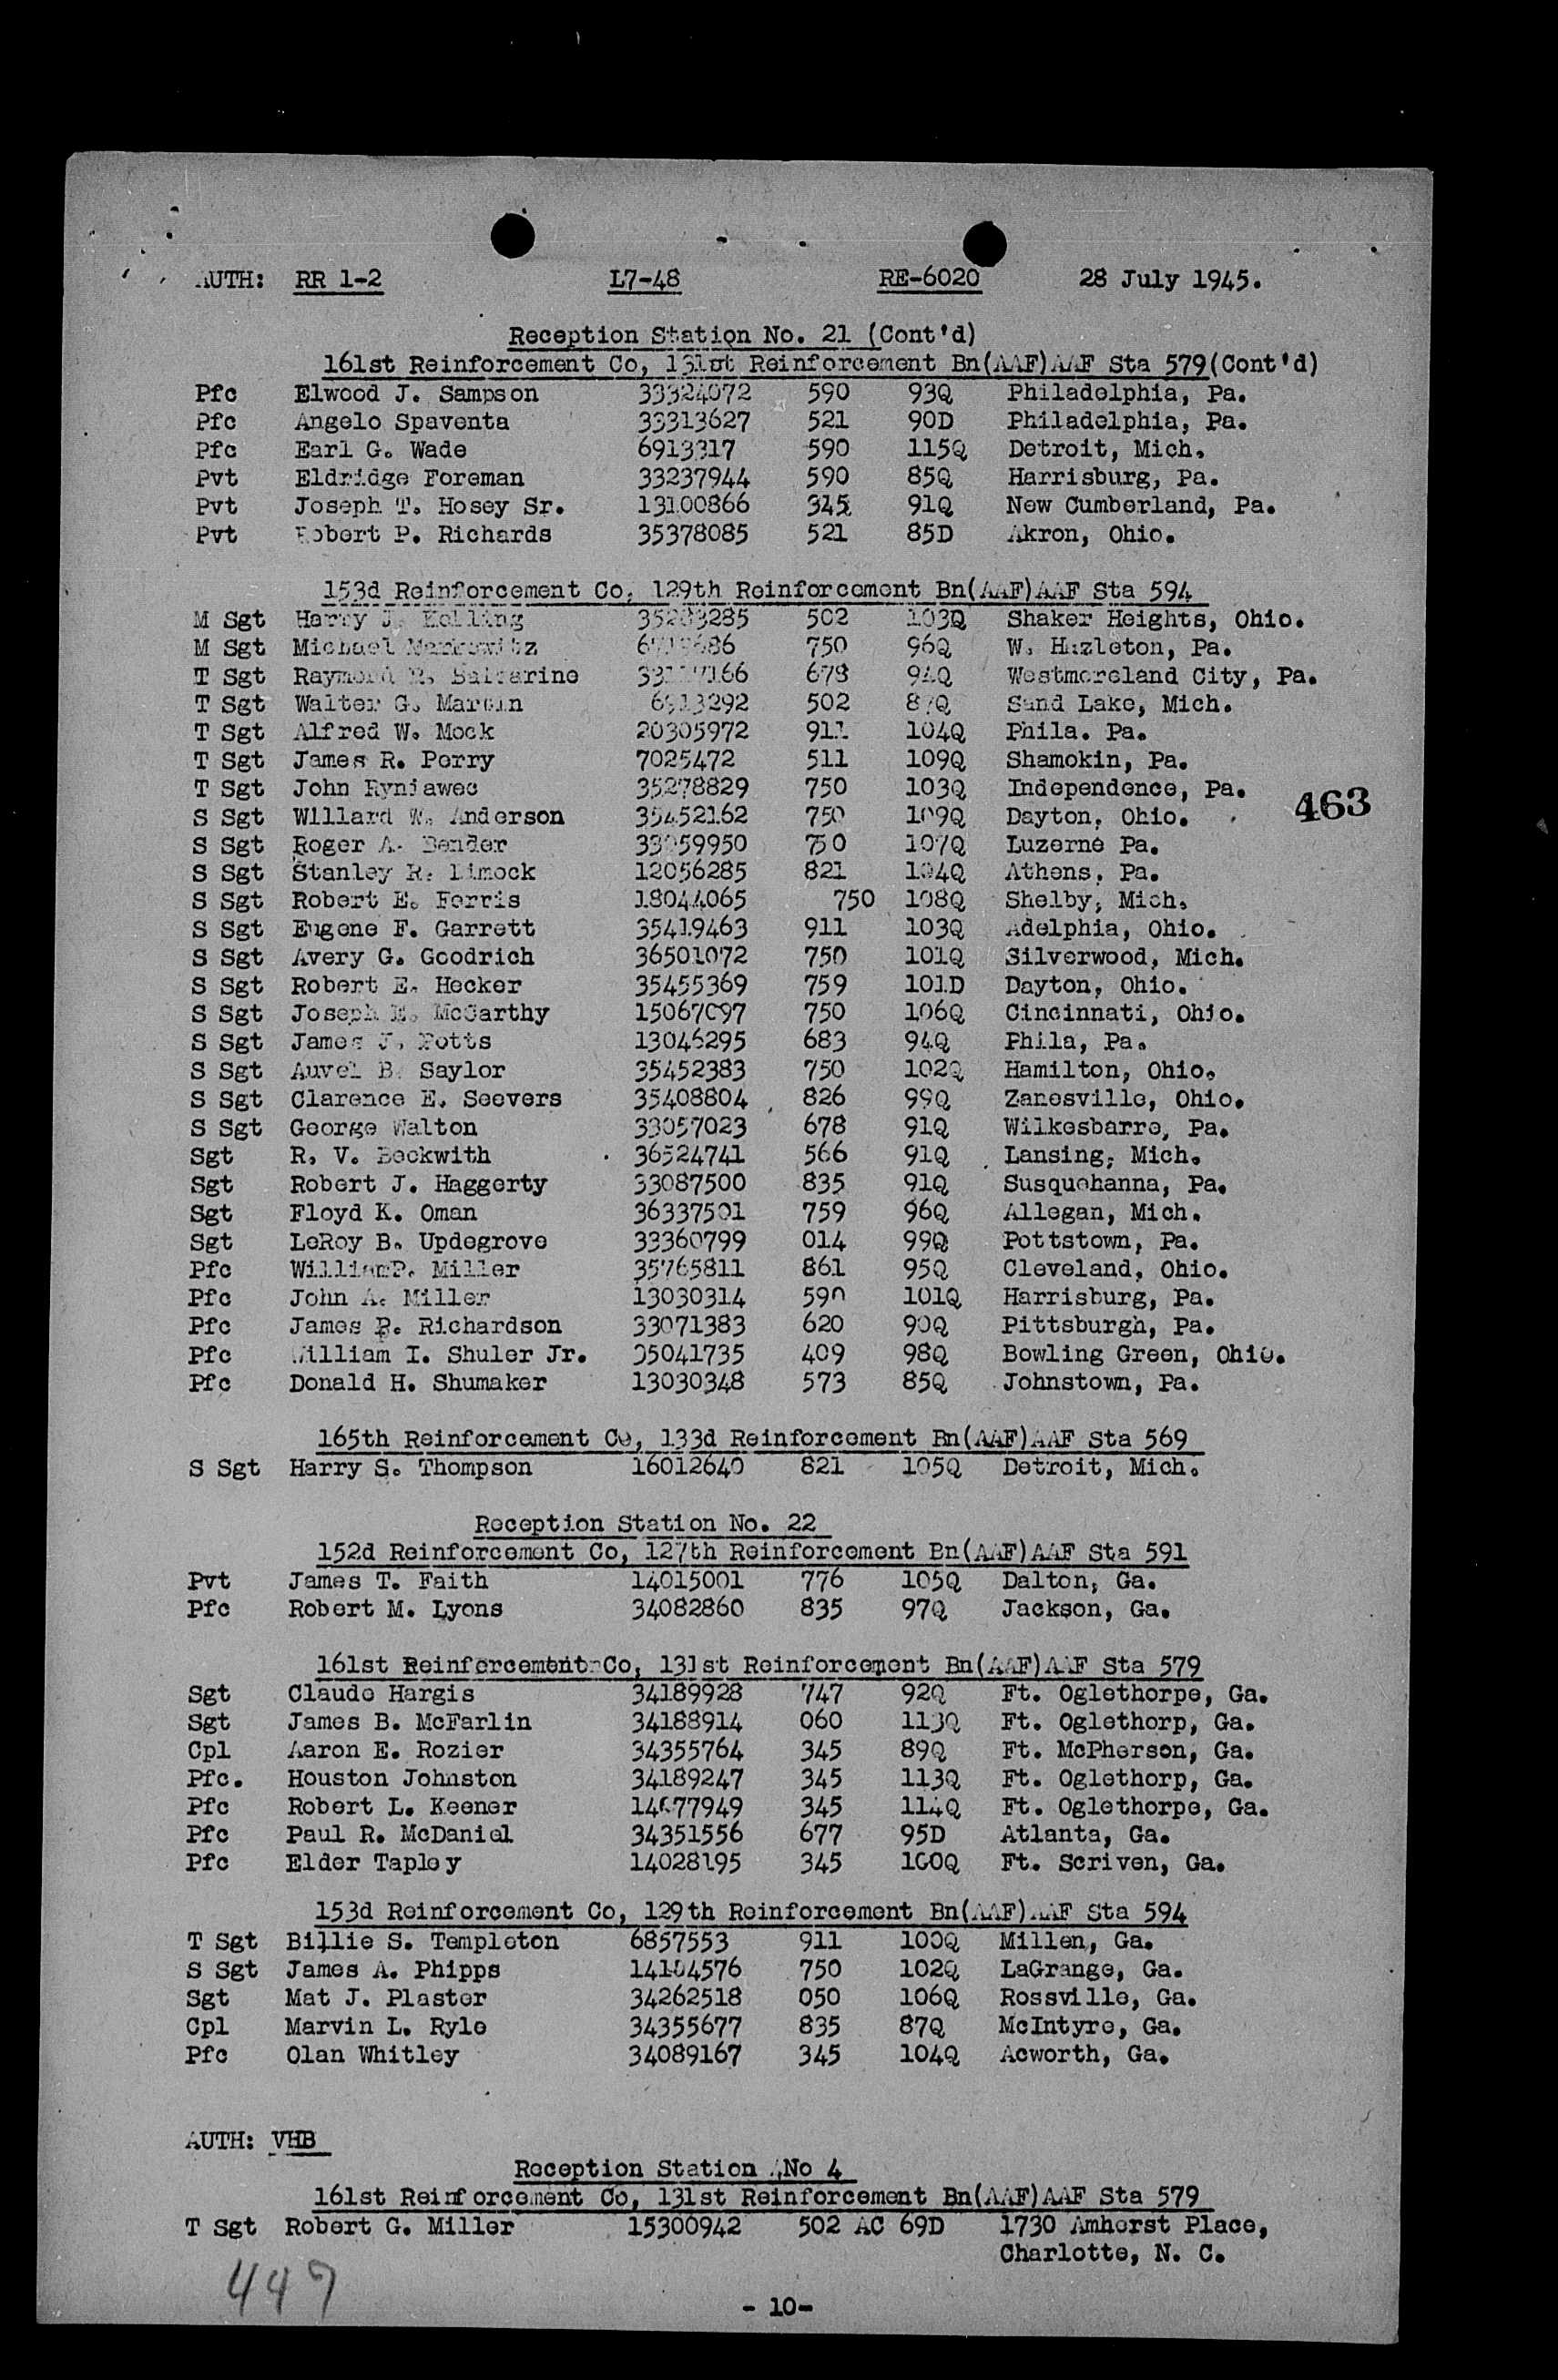 AUTH: RR 1-2 L7-48 RE-6020 28 July 1945.
Reception Station No. 21 (Cont'd)
161st Reinforcement Co, 131st Reinforcement Bn(AAF)AAF Sta 579(Cont'd)
Pfc Elwood J. Sampson 33324072 590 93Q Philadelphia, Pa.
Pfc Angelo Spaventa 33313627 521 90D Philadelphia, Pa.
Pfc Earl G. Wade 6913317 590 115Q Detroit, Mich.
Pvt Eldridge Foreman 33237944 590 85Q Harrisburg, Pa.
Pvt Joseph T. Hosey Sr. 13100866 345 91Q New Cumberland, Pa.
Pvt Robert P. Richards 35378085 521 85D Akron, Ohio.
153d Reinforcement Co, 129th Reinforcement Bn(AAF)AAF Sta 594
M Sgt Harry J. 502 103Q Shaker Heights, Ohio.
M Sgt Michael 750 96Q W. Hazleton, Pa.
T Sgt Raymond 678 94Q Westmoreland City, Pa.
T Sgt Walter G. 6913292 502 87Q Sand Lake, Mich.
T Sgt Alfred W. Mock 20305972 911 104Q Phila. Pa.
T Sgt James R. Perry 7025472 511 109Q Shamokin, Pa.
T Sgt John Ryniawec 35278829 750 103Q Independence, Pa.
463
S Sgt Willard W. Anderson 35452162 750 109Q Dayton, Ohio.
S Sgt Roger A. Bender 33059950 750 107Q Luzerne Pa.
S Sgt Stanley R. Dimock 12056285 821 104Q Athens, Pa.
S Sgt Robert E. Ferris 18044065 750 108Q Shelby, Mich.
S Sgt Eugene F. Garrett 35419463 911 103Q Adelphia, Ohio.
S Sgt Avery G. Goodrich 36501072 750 101Q Silverwood, Mich.
S Sgt Robert E. Hecker 35455369 759 101D Dayton, Ohio.
S Sgt Joseph E. McCarthy 15067097 750 106Q Cincinnati, Ohio.
S Sgt James J. Potts 13046295 683 94Q Phila, Pa.
S Sgt Auvel B. Saylor 35452383 750 102Q Hamilton, Ohio.
S Sgt Clarence E. Seevers 35408804 826 99Q Zanesville, Ohio.
S Sgt George Walton 33057023 678 91Q Wilkesbarre, Pa.
Sgt R. V. Beckwith 36524741 566 91Q Lansing, Mich.
Sgt Robert J. Haggerty 33087500 835 91Q Susquehanna, Pa.
Sgt Floyd K. Oman 36337501 759 96Q Allegan, Mich.
Sgt LeRoy B. Updegrove 33360799 014 99Q Pottstown, Pa.
Pfc WilliamP. Miller 35765811 861 95Q Cleveland, Ohio.
Pfc John A. Miller 13030314 590 101Q Harrisburg, Pa.
Pfc James P. Richardson 33071383 620 90Q Pittsburgh, Pa.
Pfc William I. Shuler Jr. 05041735 409 98Q Bowling Green, Ohio.
Pfc Donald H. Shumaker 13030348 573 85Q Johnstown, Pa.
165th Reinforcement Co, 133d Reinforcement Bn(AAF)AAF Sta 569
S Sgt Harry S. Thompson 16012640 821 105Q Detroit, Mich.
Reception Station No. 22
152d Reinforcement Co, 127th Reinforcement Bn(AAF)AAF Sta 591
Pvt James T. Faith 14015001 776 105Q Dalton, Ga.
Pfc Robert M. Lyons 34082860 835 97Q Jackson, Ga.
161st Reinforcement Co, 131st Reinforcement Bn(AAF)AAF Sta 579
Sgt Claude Hargis 34189928 747 92Q Ft. Oglethorpe, Ga.
Sgt James B. McFarlin 34188914 060 113Q Ft. Oglethorp, Ga.
Cpl Aaron E. Rozier 34355764 345 89Q Ft. McPherson, Ga.
Pfc. Houston Johnston 34189247 345 113Q Ft. Oglethorp, Ga.
Pfc Robert L. Keener 345 114Q Ft. Oglethorpe, Ga.
Pfc Paul R. McDaniel 34351556 677 95D Atlanta, Ga.
Pfc Elder Tapley 14028195 345 100Q Ft. Scriven, Ga.
153d Reinforcement Co, 129th Reinforcement Bn(AAF)AAF Sta 594
T Sgt Billie S. Templeton 6857553 911 100Q Millen, Ga.
S Sgt James A. Phipps 14104576 750 102Q LaGrange, Ga.
Sgt Mat J. Plaster 34262518 050 106Q Rossville, Ga.
Cpl Marvin L. Ryle 34355677 835 87Q McIntyre, Ga.
Pfc Olan Whitley 34089167 345 104Q Acworth, Ga.
AUTH: VHB
Reception Station No 4
161st Reinforcement Co, 131st Reinforcement Bn(AAF)AAF Sta 579
T Sgt Robert G. Miller 15300942 502 AC 69D 1730 Amherst Place,
Charlotte, N. C.
447
- 10-